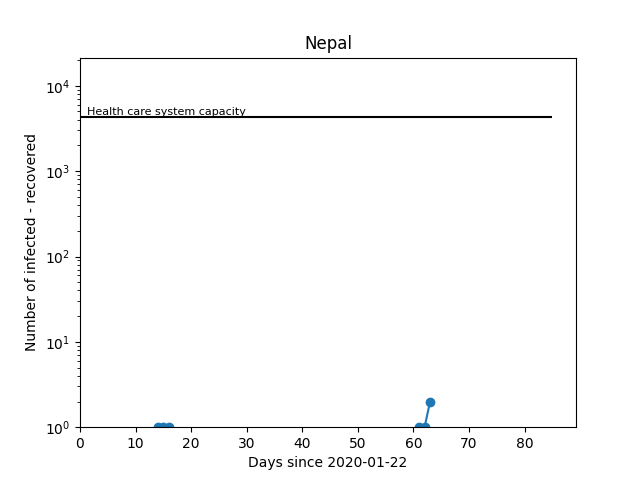 Nepal
Health care system capacity
Number of infected - recovered
10⁴
10³
10²
10¹
10⁰
0 10 20 30 40 50 60 70 80
Days since 2020-01-22